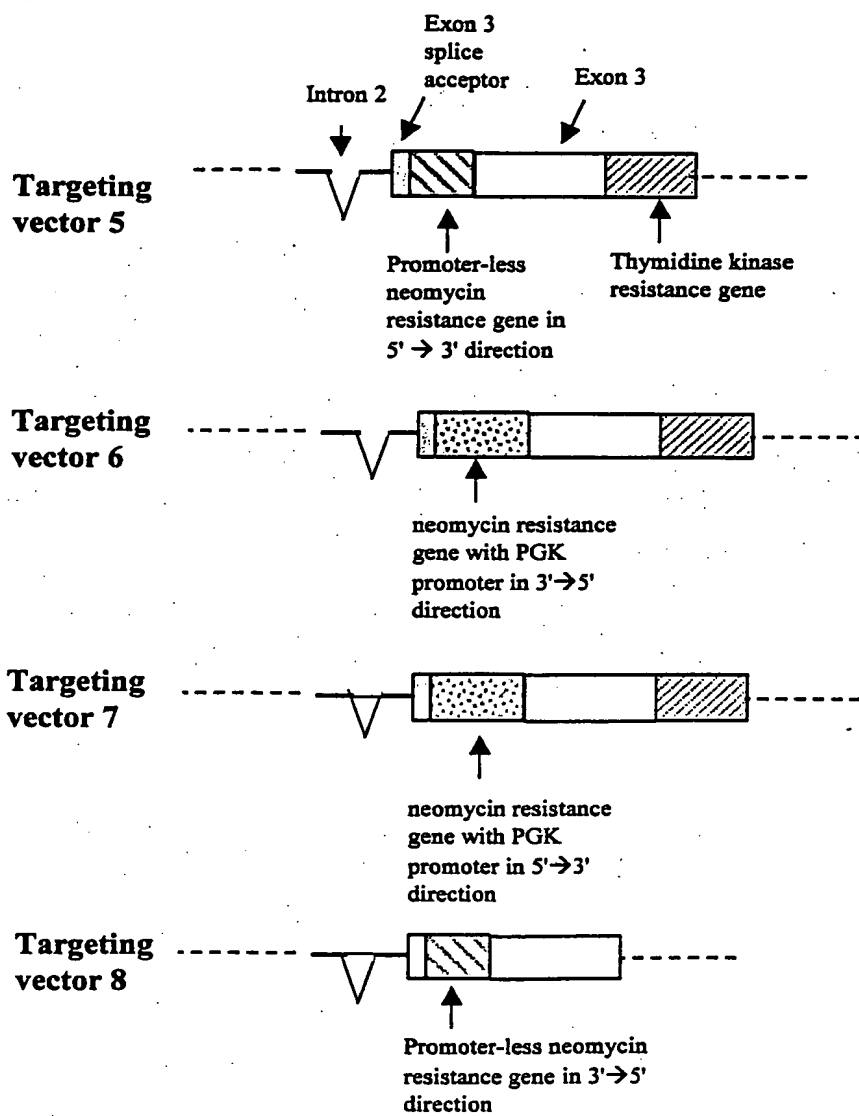 Exon 3
splice
acceptor
Exon 3
Intron 2
Targeting
vector 5
Promoter-less
neomycin
resistance gene in
5' → 3' direction
Thymidine kinase
resistance gene
Targeting
vector 6
neomycin resistance
gene with PGK
promoter in 3'→5'
direction
Targeting
vector 7
neomycin resistance
gene with PGK
promoter in 5'→3'
direction
Targeting
vector 8
Promoter-less neomycin
resistance gene in 3'→5'
direction